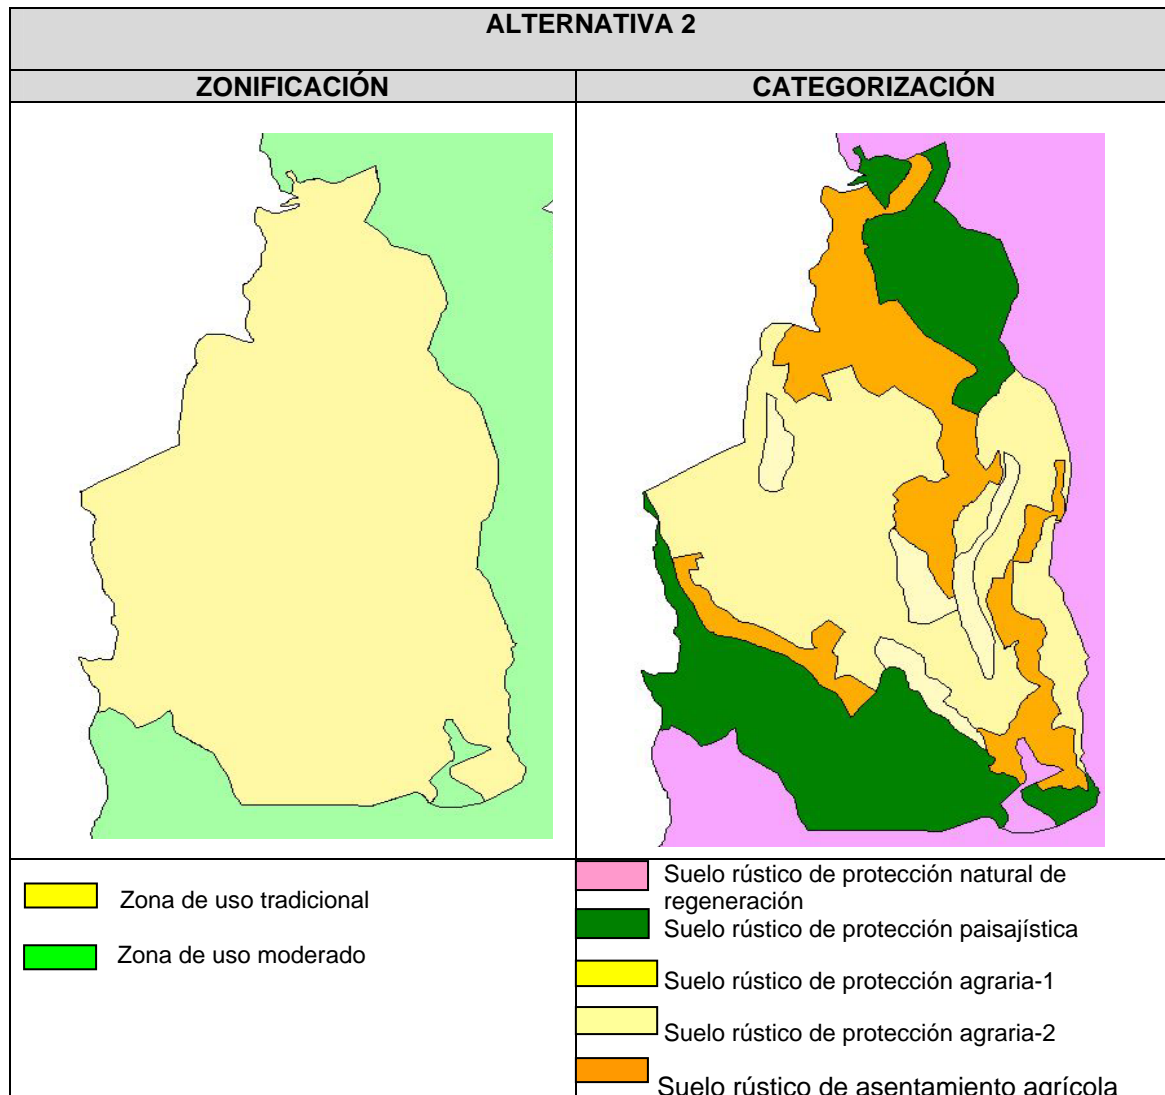 ALTERNATIVA 2
ZONIFICACIÓN
CATEGORIZACIÓN
Zona de uso tradicional
Zona de uso moderado
Suelo rústico de protección natural de
regeneración
Suelo rústico de protección paisajística
Suelo rústico de protección agraria-1
Suelo rústico de protección agraria-2
Suelo rústico de asentamiento agrícola